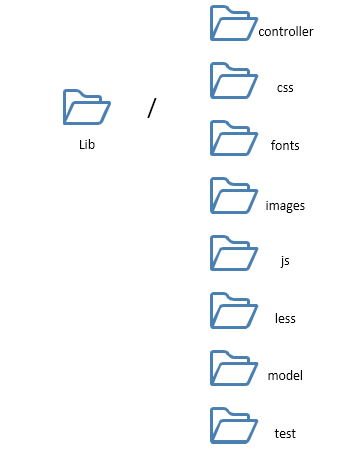 controller
css
Lib
/
fonts
images
js
less
model
test